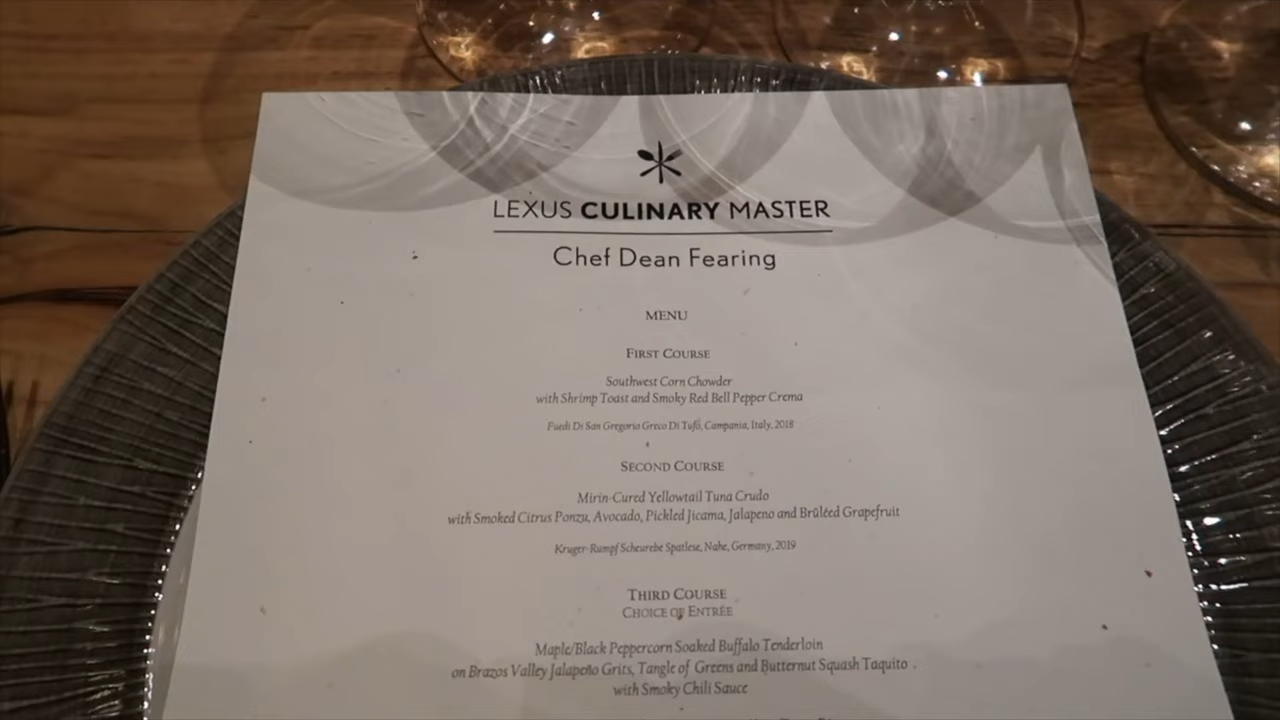 LEXUS CULINARY MASTER
Chef Dean Fearing
MENU
FIRST COURSE
Southwest Corn Chowder
with Shrimp Toast and Smoky Red Bell Pepper Crema
Fuedi Di San Gregorio Greco Di Tufo, Campania, Italy, 2018
SECOND COURSE
Mirin-Cured Yellowtail Tuna Crudo
with Smoked Citrus Ponzu, Avocado, Pickled Jicama, Jalapeno and Brûléed Grapefruit
Kruger-Rumpf Scheurebe Spatlese, Nahe, Germany, 2019
THIRD COURSE
CHOICE OF ENTRÉE
Maple/Black Peppercorn Soaked Buffalo Tenderloin
on Brazos Valley Jalapeño Grits, Tangle of Greens and Butternut Squash Taquito
with Smoky Chili Sauce